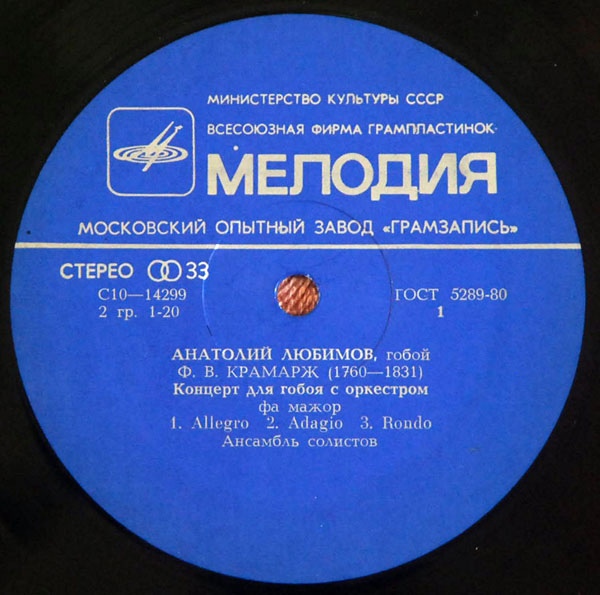 МИНИСТЕРСТВО КУЛЬТУРЫ СССР
ВСЕСОЮЗНАЯ ФИРМА ГРАМПЛАСТИНОК
МЕЛОДИЯ
МОСКОВСКИЙ ОПЫТНЫЙ ЗАВОД «ГРАМЗАПИСЬ»
СТЕРЕО 33
С10—14299 ГОСТ 5289-80
2 гр. 1-20 1
АНАТОЛИЙ ЛЮБИМОВ, гобой
Ф. В. КРАМАРЖ (1760—1831)
Концерт для гобоя с оркестром
фа мажор
1. Allegro 2. Adagio 3. Rondo
Ансамбль солистов